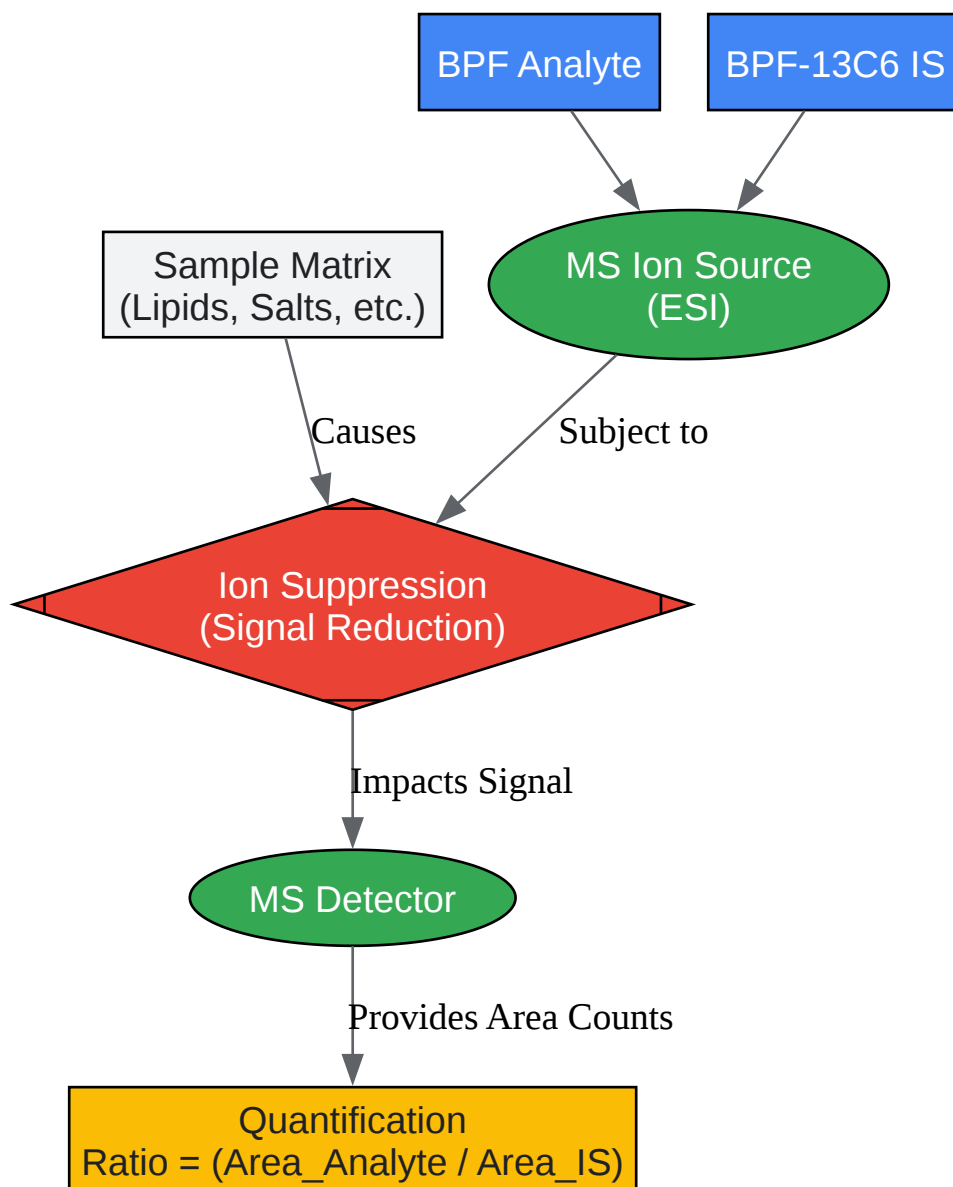 BPF Analyte
BPF-13C6 IS
Sample Matrix
(Lipids, Salts, etc.)
MS Ion Source
(ESI)
Causes
Subject to
Ion Suppression
(Signal Reduction)
Impacts Signal
MS Detector
Provides Area Counts
Quantification
Ratio = (Area_Analyte / Area_IS)